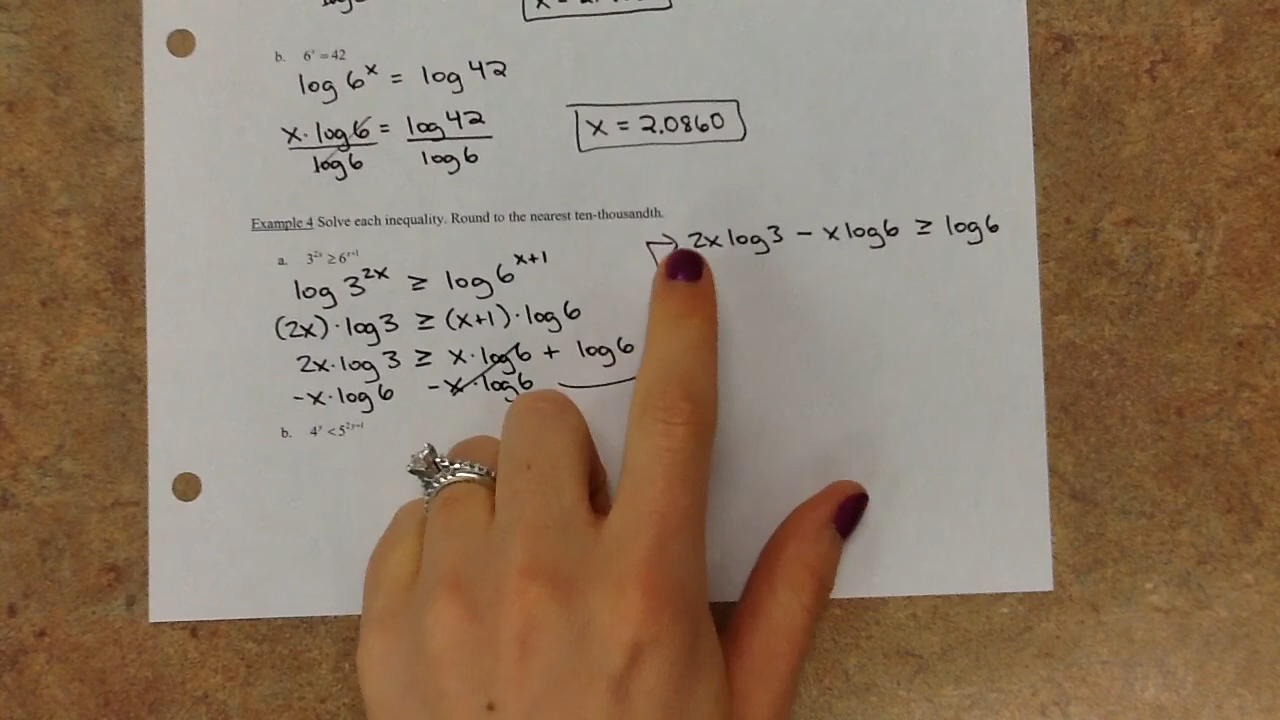 b. 6ˣ = 42
log 6ˣ = log 42
x · log 6 = log 42
log 6 log 6
x = 2.0860
Example 4 Solve each inequality. Round to the nearest ten-thousandth.
a. 3²ˣ ≥ 6ˣ⁺¹
log 3²ˣ ≥ log 6ˣ⁺¹
(2x) · log 3 ≥ (x+1) · log 6
2x · log 3 ≥ x · log 6 + log 6
-x · log 6 -x · log 6
2x log 3 - x log 6 ≥ log 6
b. 4ʸ < 5²ʸ⁺¹